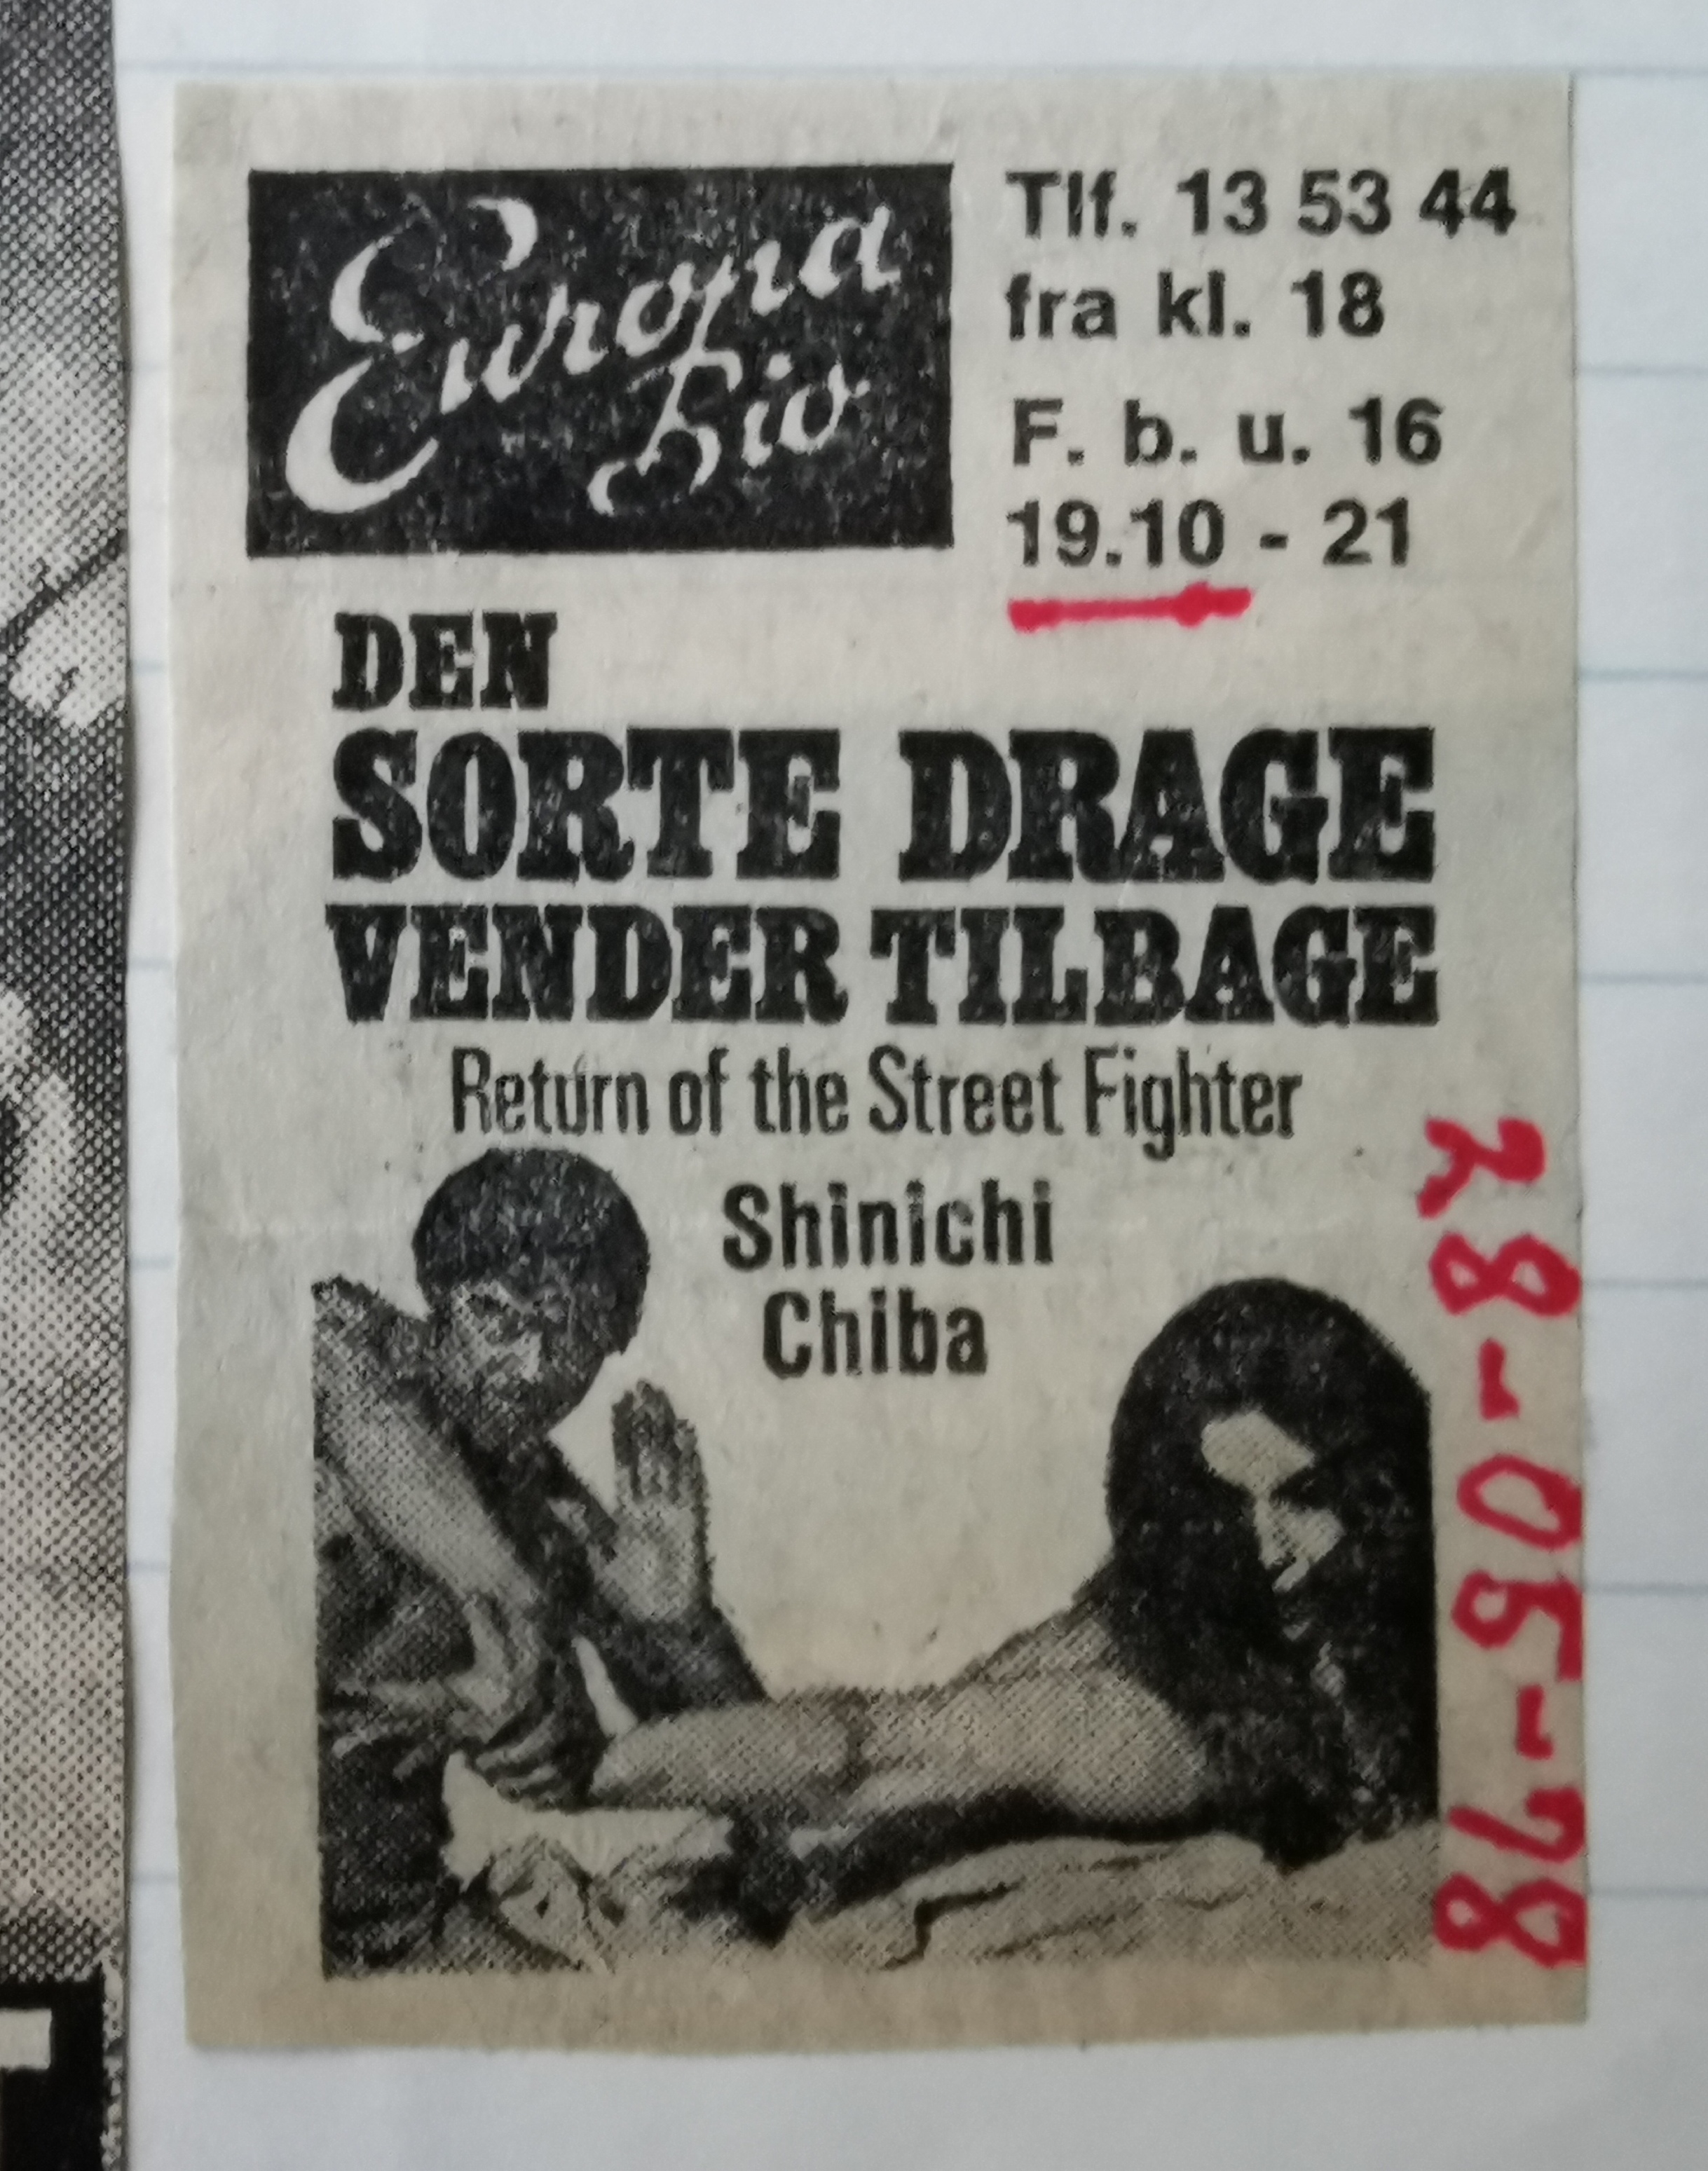 Europa
Bio
Tlf. 13 53 44
fra kl. 18
F. b. u. 16
19.10 - 21
DEN
SORTE DRAGE
VENDER TILBAGE
Return of the Street Fighter
Shinichi
Chiba
28-05-78